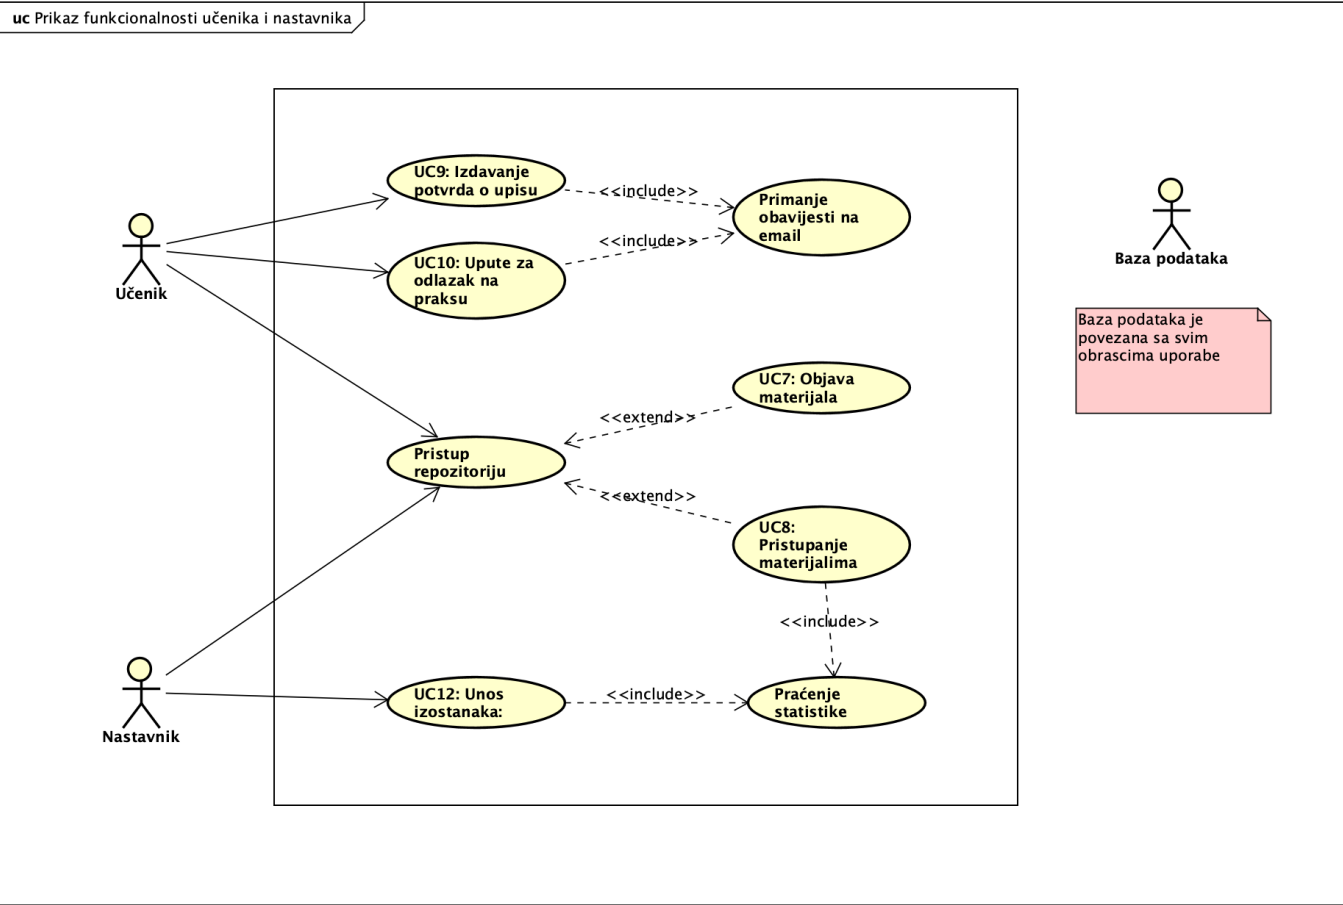 uc Prikaz funkcionalnosti učenika i nastavnika
UC9: Izdavanje
potvrda o upisu
<<include>>
Primanje
obavijesti na
email
<<include>>
UC10: Upute za
odlazak na
praksu
Učenik
Baza podataka
Baza podataka je
povezana sa svim
obrascima uporabe
UC7: Objava
materijala
<<extend>>
Pristup
repozitoriju
<<extend>>
UC8:
Pristupanje
materijalima
<<include>>
Nastavnik
UC12: Unos
izostanaka:
<<include>>
Praćenje
statistike